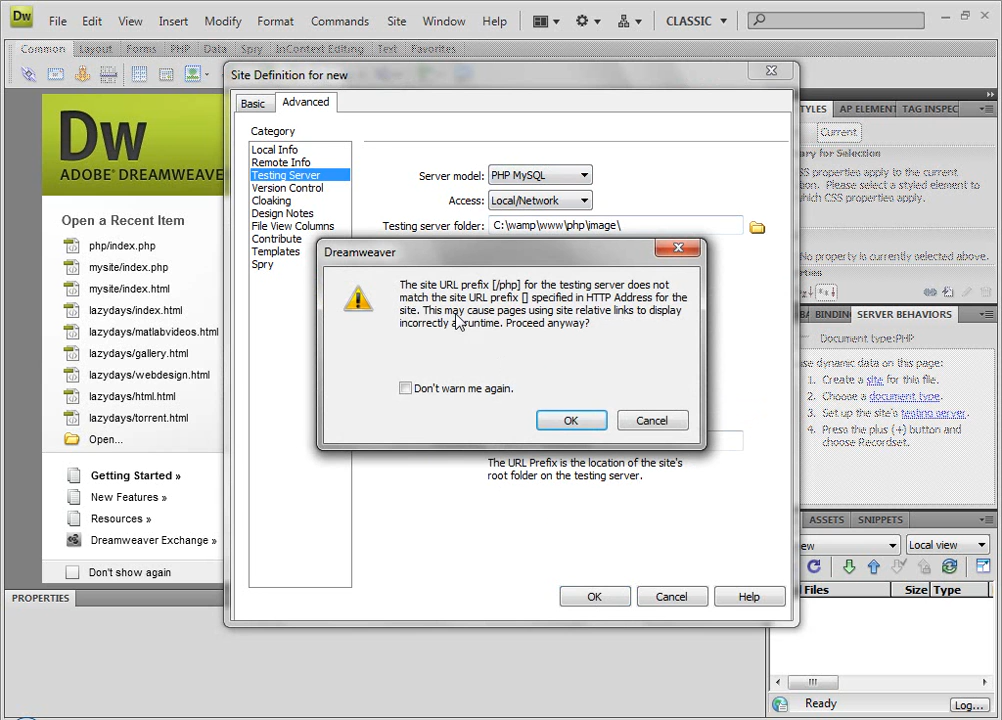 Dw File Edit View Insert Modify Format Commands Site Window Help CLASSIC
Common Layout Forms PHP Data Spry InContext Editing Text Favorites
Dw
ADOBE® DREAMWEAVE
Open a Recent Item
php/index.php
mysite/index.php
mysite/index.html
lazydays/index.html
lazydays/matlabvideos.html
lazydays/gallery.html
lazydays/webdesign.html
lazydays/html.html
lazydays/torrent.html
Open...
Getting Started »
New Features »
Resources »
Dreamweaver Exchange »
Don't show again
PROPERTIES
Site Definition for new
Basic Advanced
Category
Local Info
Remote Info
Testing Server
Version Control
Cloaking
Design Notes
File View Columns
Contribute
Templates
Spry
Server model: PHP MySQL
Access: Local/Network
Testing server folder: C:\wamp\www\php\image\
Dreamweaver
The site URL prefix [/php] for the testing server does not
match the site URL prefix [] specified in HTTP Address for the
site. This may cause pages using site relative links to display
incorrectly a runtime. Proceed anyway?
Don't warn me again.
OK Cancel
The URL Prefix is the location of the site's
root folder on the testing server.
OK Cancel Help
TYLES AP ELEMENT TAG INSPEC
Current
ary for Selection
SS properties apply to the current
tion. Please select a styled element to
which CSS properties apply.
No property is currently selected above.
rties
BA BINDING SERVER BEHAVIORS
Document type:PHP
se dynamic data on this page:
1. Create a site for this file.
2. Choose a document type.
3. Set up the site's testing server.
4. Press the plus (+) button and
choose Recordset.
ASSETS SNIPPETS
ew Local view
l Files Size Type
Ready Log...